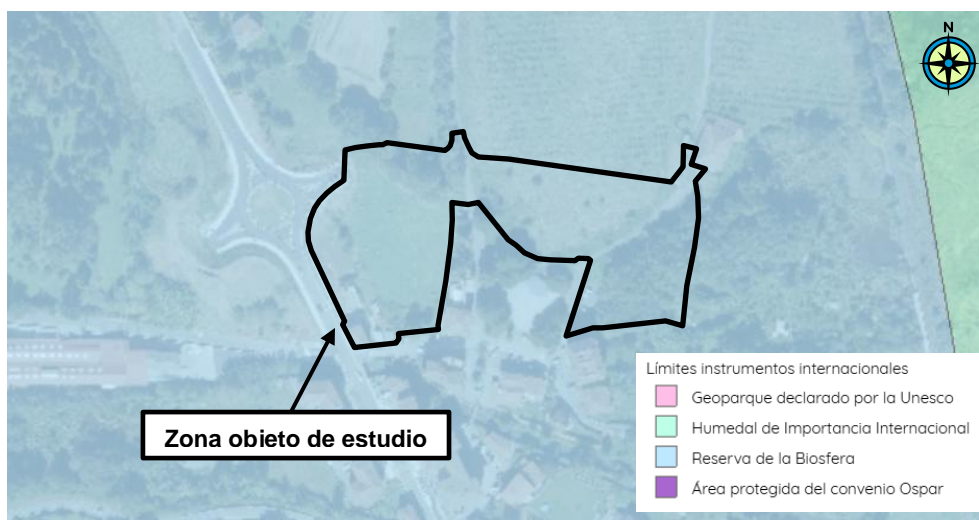 N
Zona obieto de estudio
Límites instrumentos internacionales
Geoparque declarado por la Unesco
Humedal de Importancia Internacional
Reserva de la Biosfera
Área protegida del convenio Ospar